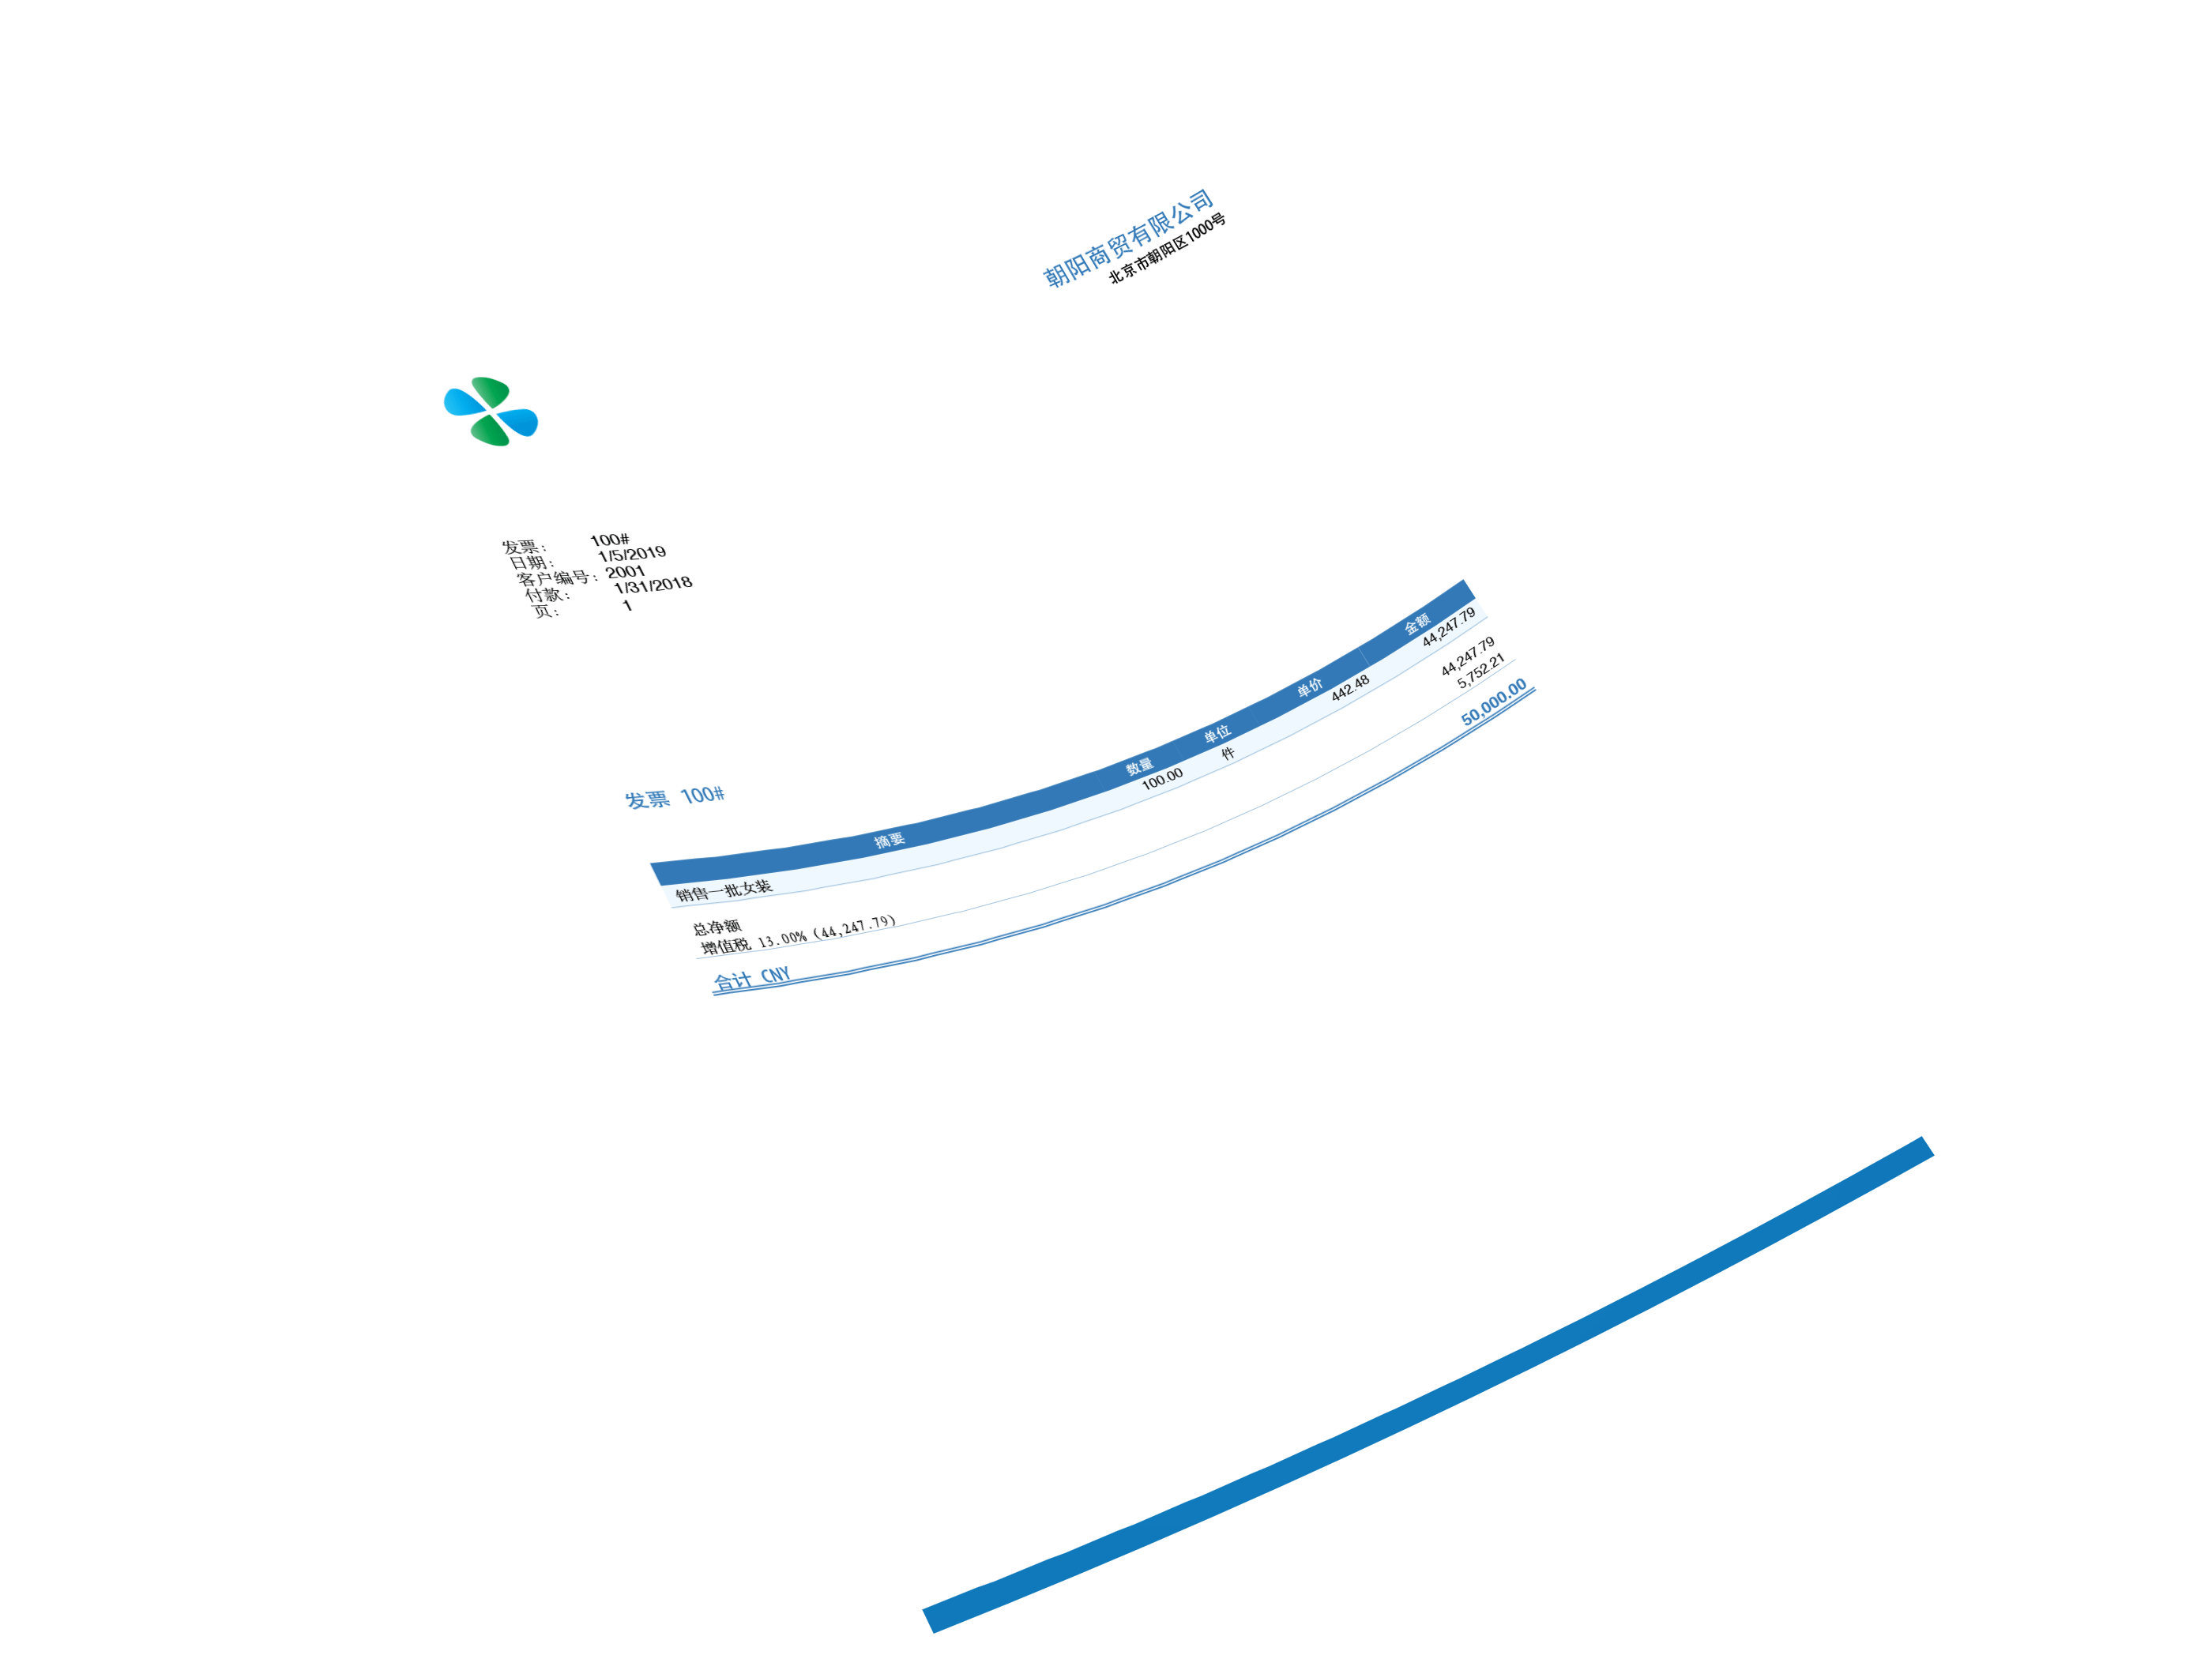 朝阳商贸有限公司
北京市朝阳区1000号
发票: 100#
日期: 1/5/2019
客户编号: 2001
付款: 1/31/2018
页: 1
发票 100#
摘要 数量 单位 单价 金额
销售一批女装 100.00 件 442.48 44,247.79
总净额 44,247.79
增值税 13.00% (44,247.79) 5,752.21
合计 CNY 50,000.00